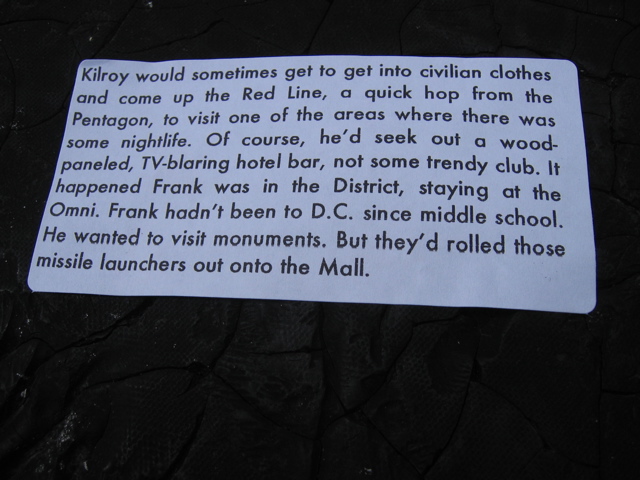 Kilroy would sometimes get to get into civilian clothes
and come up the Red Line, a quick hop from the
Pentagon, to visit one of the areas where there was
some nightlife. Of course, he'd seek out a wood-
paneled, TV-blaring hotel bar, not some trendy club. It
happened Frank was in the District, staying at the
Omni. Frank hadn't been to D.C. since middle school.
He wanted to visit monuments. But they'd rolled those
missile launchers out onto the Mall.